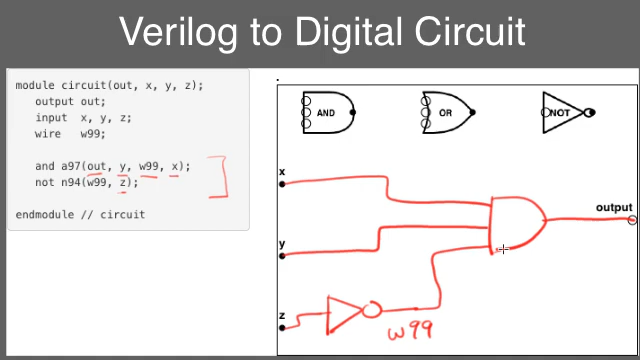 Verilog to Digital Circuit
module circuit(out, x, y, z);
output out;
input x, y, z;
wire w99;
and a97(out, y, w99, x);
not n94(w99, z);
endmodule // circuit
AND
OR
NOT
x
output
y
z
w99